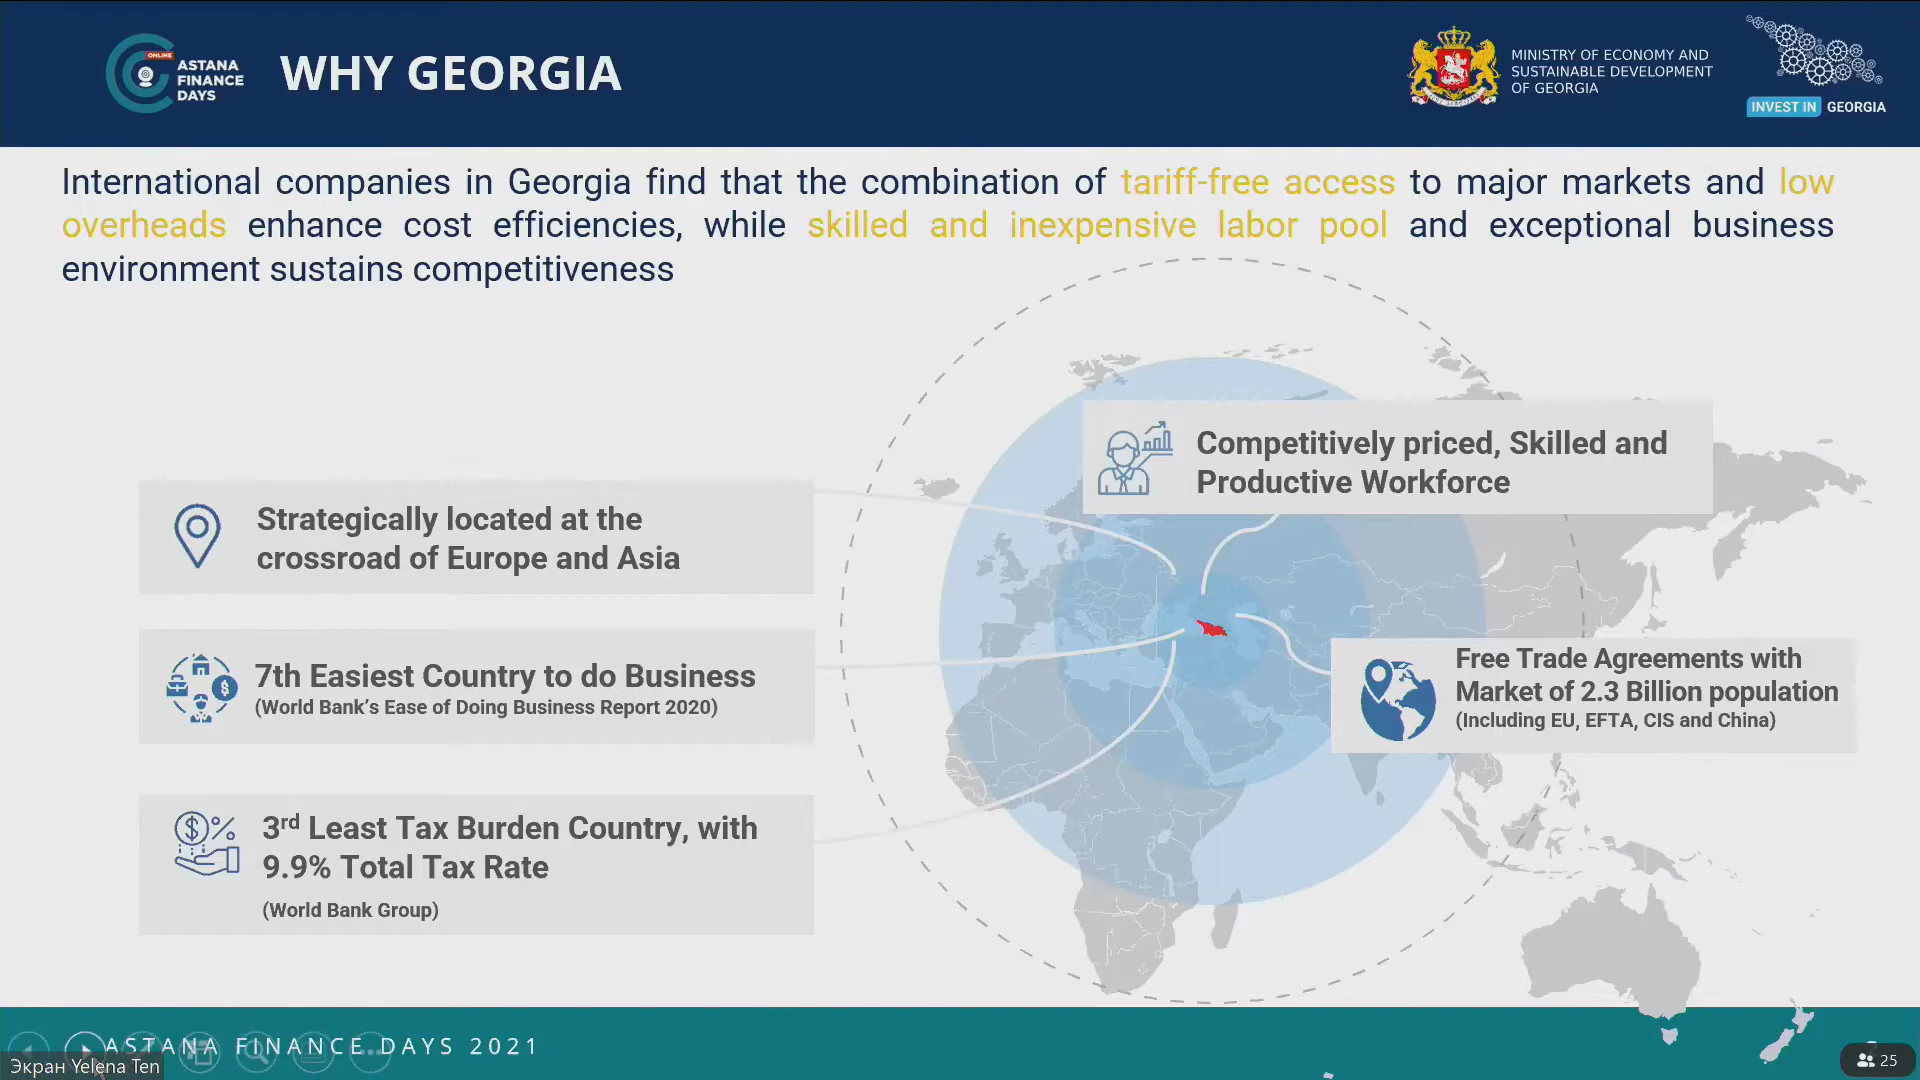 ONLINE
ASTANA
FINANCE
DAYS
WHY GEORGIA
MINISTRY OF ECONOMY AND
SUSTAINABLE DEVELOPMENT
OF GEORGIA
INVEST IN GEORGIA
International companies in Georgia find that the combination of tariff-free access to major markets and low
overheads enhance cost efficiencies, while skilled and inexpensive labor pool and exceptional business
environment sustains competitiveness
Competitively priced, Skilled and
Productive Workforce
Strategically located at the
crossroad of Europe and Asia
7th Easiest Country to do Business
(World Bank’s Ease of Doing Business Report 2020)
Free Trade Agreements with
Market of 2.3 Billion population
(Including EU, EFTA, CIS and China)
3rd Least Tax Burden Country, with
9.9% Total Tax Rate
(World Bank Group)
ASTANA FINANCE DAYS 2021
Экран Yelena Ten
25